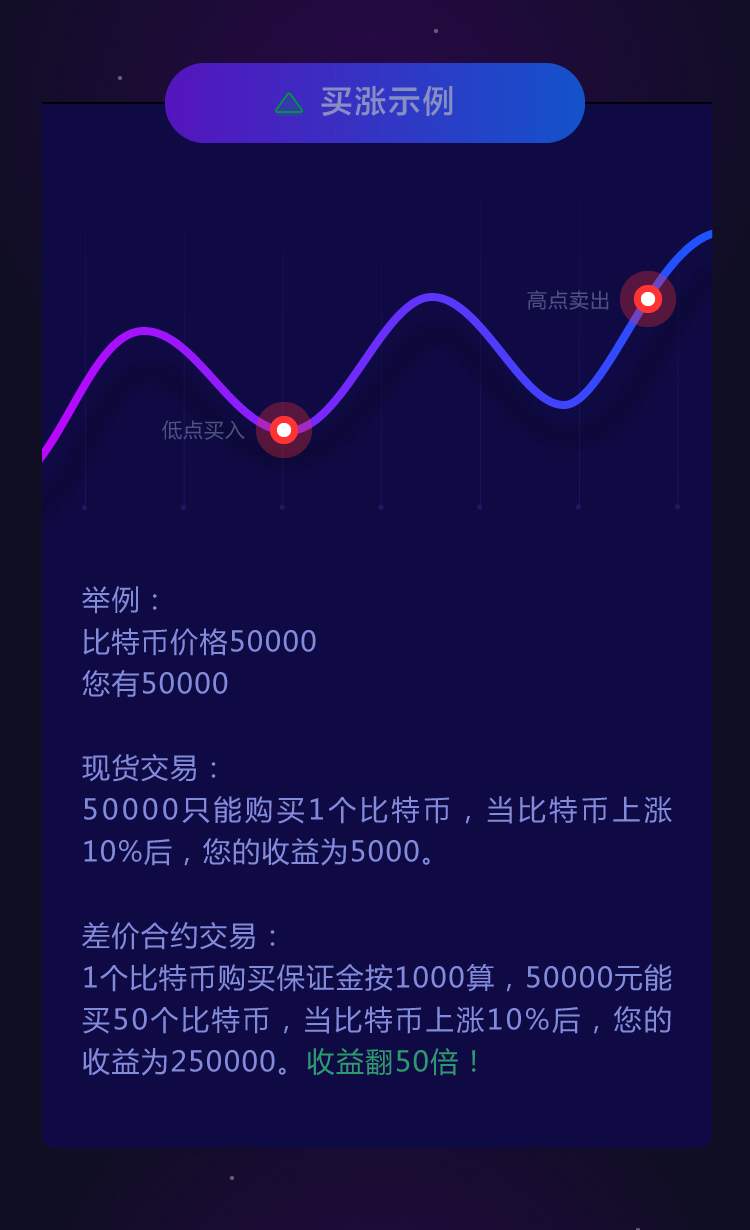 买涨示例
高点卖出
低点买入
举例：
比特币价格50000
您有50000
现货交易：
50000只能购买1个比特币，当比特币上涨
10%后，您的收益为5000。
差价合约交易：
1个比特币购买保证金按1000算，50000元能
买50个比特币，当比特币上涨10%后，您的
收益为250000。收益翻50倍！